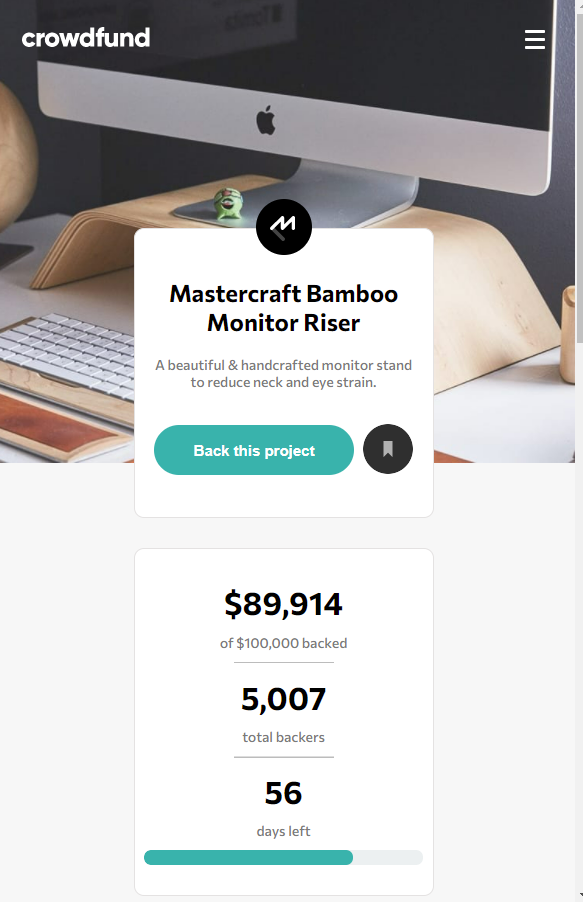 crowdfund
Mastercraft Bamboo
Monitor Riser
A beautiful & handcrafted monitor stand
to reduce neck and eye strain.
Back this project
$89,914
of $100,000 backed
5,007
total backers
56
days left